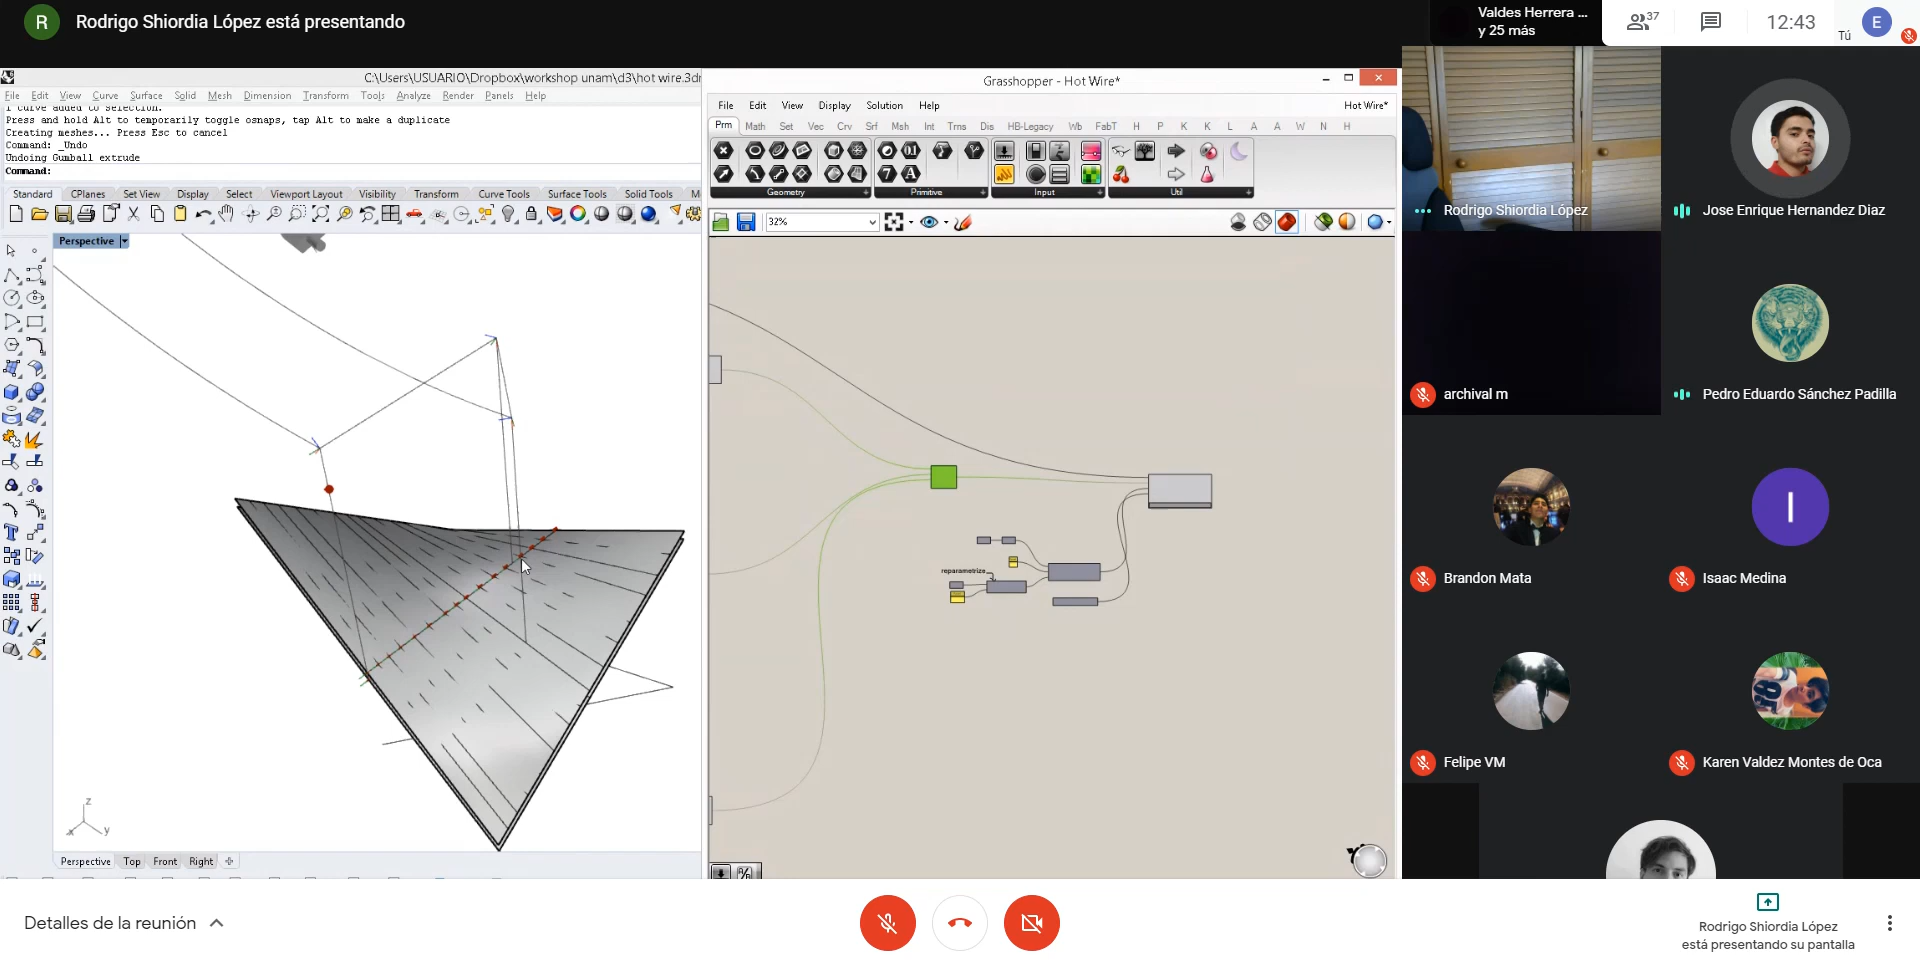 R
Rodrigo Shiordia López está presentando
Valdes Herrera ...
y 25 más
37
12:43
Tú
E
C:\Users\USUARIO\Dropbox\workshop unam\d3\hot wire.3dr
File Edit View Curve Surface Solid Mesh Dimension Transform Tools Analyze Render Panels Help
1 curve added to selection.
Press and hold Alt to temporarily toggle osnaps, tap Alt to make a duplicate
Creating meshes... Press Esc to cancel
Command: _Undo
Undoing Gumball extrude
Command:
Standard CPlanes Set View Display Select Viewport Layout Visibility Transform Curve Tools Surface Tools Solid Tools M
Perspective
z
x y
Perspective Top Front Right
Grasshopper - Hot Wire*
File Edit View Display Solution Help Hot Wire*
Prm Math Set Vec Crv Srf Msh Int Trns Dis HB-Legacy Wb FabT H P K K L A A W N H
Geometry Primitive Input Util
32%
reparametrize
Rodrigo Shiordia López
Jose Enrique Hernandez Diaz
archival m
Pedro Eduardo Sánchez Padilla
I
Brandon Mata
Isaac Medina
Felipe VM
Karen Valdez Montes de Oca
Detalles de la reunión
Rodrigo Shiordia López
está presentando su pantalla